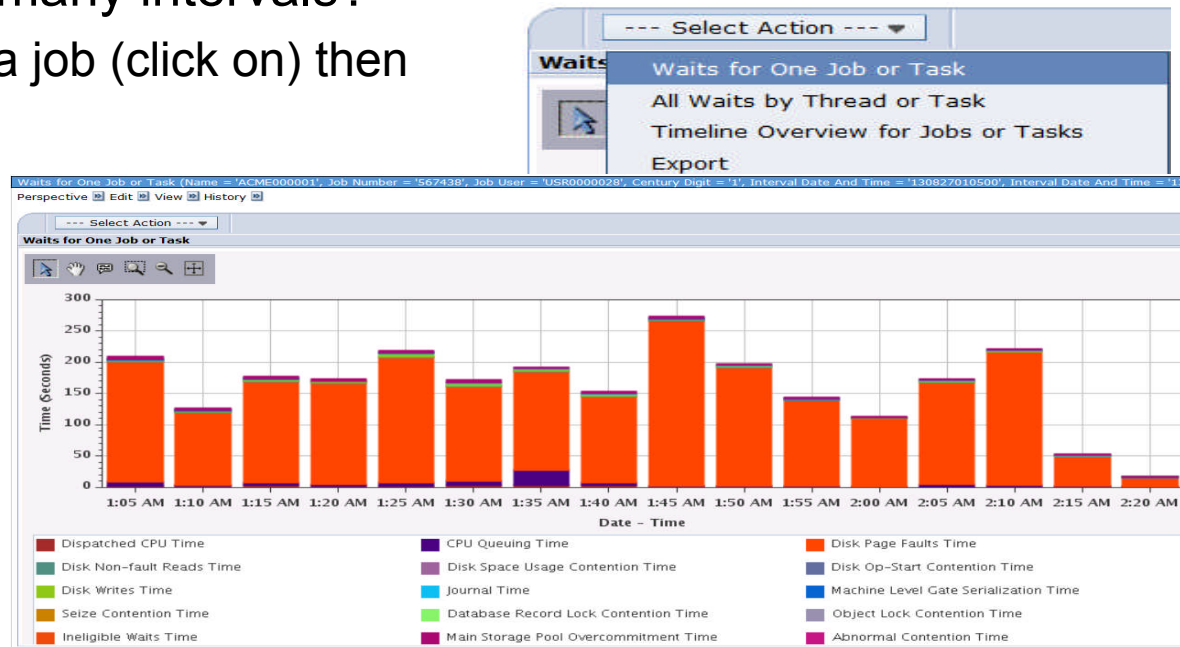 many intervals?
a job (click on) then
--- Select Action ---
Waits
Waits for One Job or Task
All Waits by Thread or Task
Timeline Overview for Jobs or Tasks
Export
Waits for One Job or Task (Name = 'ACME000001', Job Number = '567438', Job User = 'USR0000028', Century Digit = '1', Interval Date And Time = '130827010500', Interval Date And Time =
Perspective Edit View History
--- Select Action ---
Waits for One Job or Task
300
250
200
150
100
50
0
Time (Seconds)
1:05 AM 1:10 AM 1:15 AM 1:20 AM 1:25 AM 1:30 AM 1:35 AM 1:40 AM 1:45 AM 1:50 AM 1:55 AM 2:00 AM 2:05 AM 2:10 AM 2:15 AM 2:20 AM
Date - Time
Dispatched CPU Time CPU Queuing Time Disk Page Faults Time
Disk Non-fault Reads Time Disk Space Usage Contention Time Disk Op-Start Contention Time
Disk Writes Time Journal Time Machine Level Gate Serialization Time
Seize Contention Time Database Record Lock Contention Time Object Lock Contention Time
Ineligible Waits Time Main Storage Pool Overcommitment Time Abnormal Contention Time